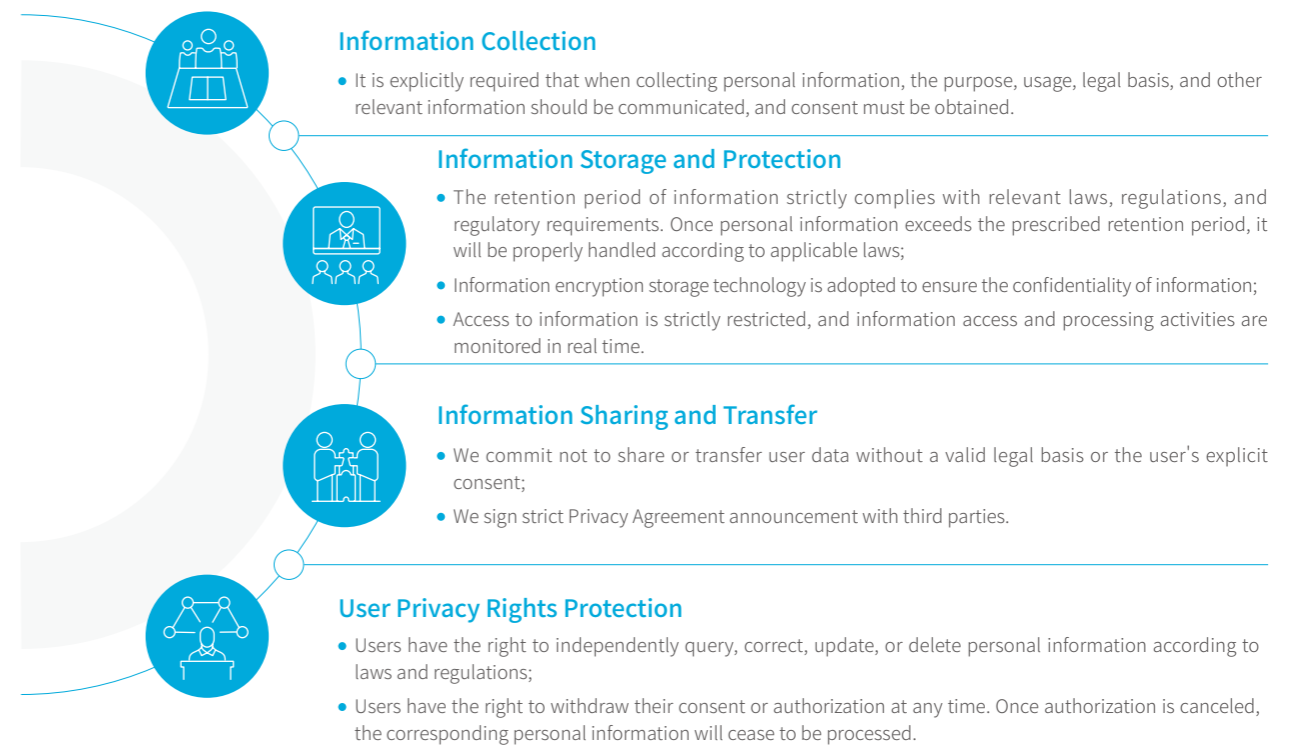 Information Collection
• It is explicitly required that when collecting personal information, the purpose, usage, legal basis, and other
relevant information should be communicated, and consent must be obtained.
Information Storage and Protection
• The retention period of information strictly complies with relevant laws, regulations, and
regulatory requirements. Once personal information exceeds the prescribed retention period, it
will be properly handled according to applicable laws;
• Information encryption storage technology is adopted to ensure the confidentiality of information;
• Access to information is strictly restricted, and information access and processing activities are
monitored in real time.
Information Sharing and Transfer
• We commit not to share or transfer user data without a valid legal basis or the user's explicit
consent;
• We sign strict Privacy Agreement announcement with third parties.
User Privacy Rights Protection
• Users have the right to independently query, correct, update, or delete personal information according to
laws and regulations;
• Users have the right to withdraw their consent or authorization at any time. Once authorization is canceled,
the corresponding personal information will cease to be processed.